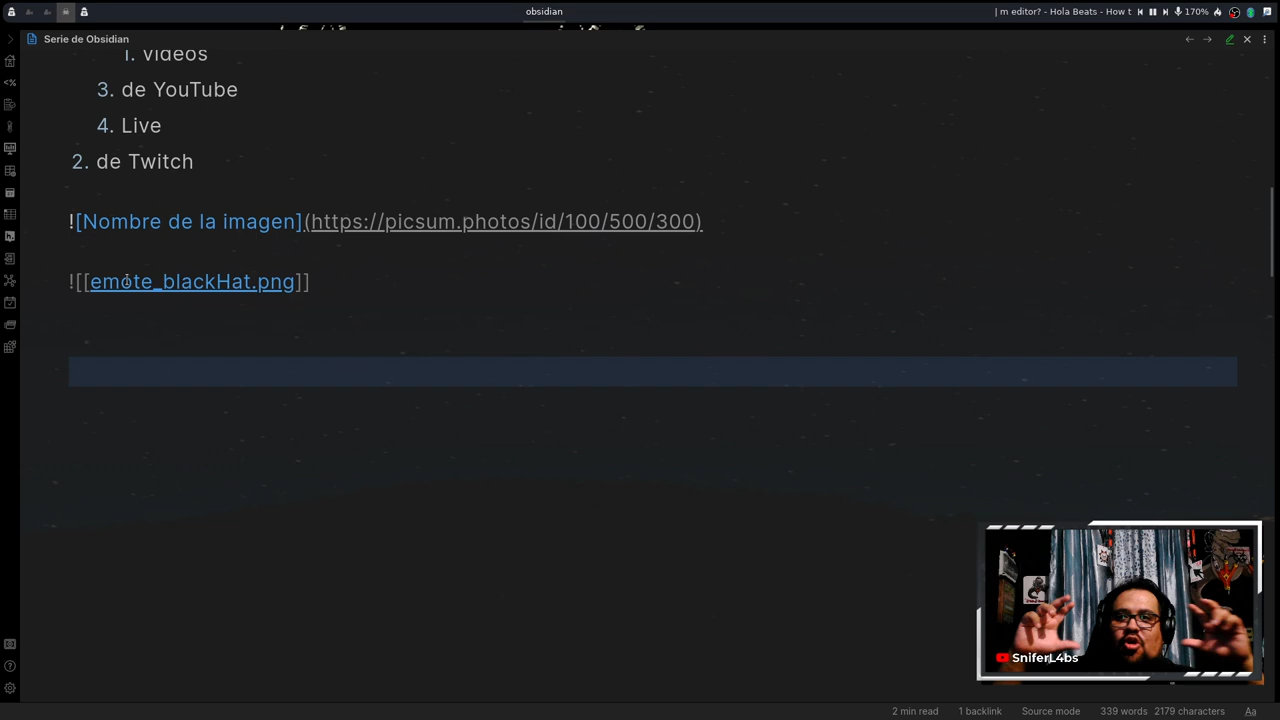 obsidian
| m editor? - Hola Beats - How t
170%
Serie de Obsidian
1. Videos
3. de YouTube
4. Live
2. de Twitch
![Nombre de la imagen](https://picsum.photos/id/100/500/300)
![[emote_blackHat.png]]
SniferL4bs
2 min read
1 backlink
Source mode
339 words 2179 characters
Aa